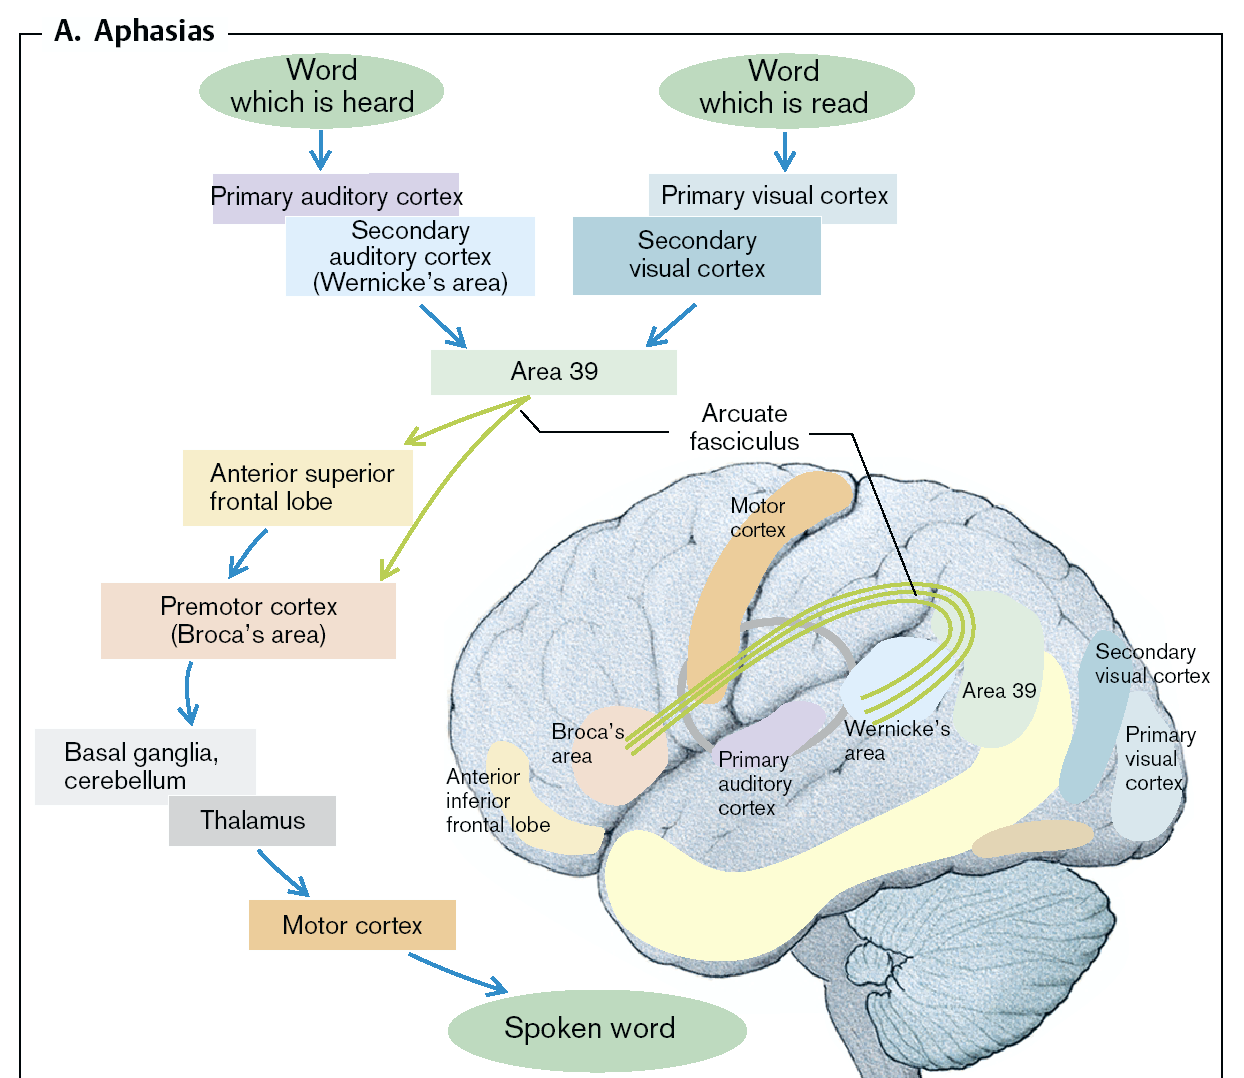 A. Aphasias
Word
which is heard
Word
which is read
Primary auditory cortex
Primary visual cortex
Secondary
auditory cortex
(Wernicke's area)
Secondary
visual cortex
Area 39
Arcuate
fasciculus
Anterior superior
frontal lobe
Motor
cortex
Premotor cortex
(Broca's area)
Secondary
visual cortex
Area 39
Broca's
area
Wernicke's
area
Primary
visual
cortex
Primary
auditory
cortex
Anterior
inferior
frontal lobe
Basal ganglia,
cerebellum
Thalamus
Motor cortex
Spoken word